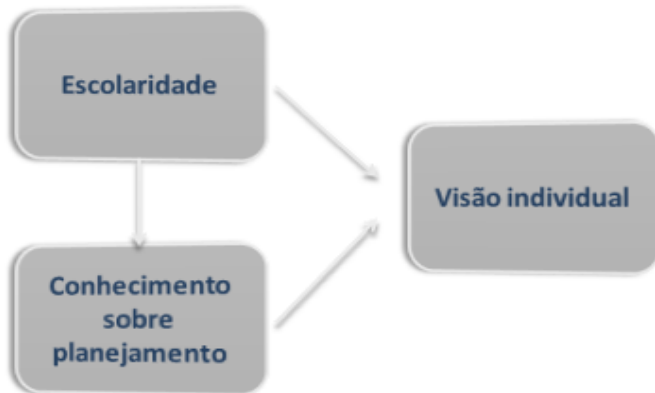 Escolaridade
Visão individual
Conhecimento
sobre
planejamento